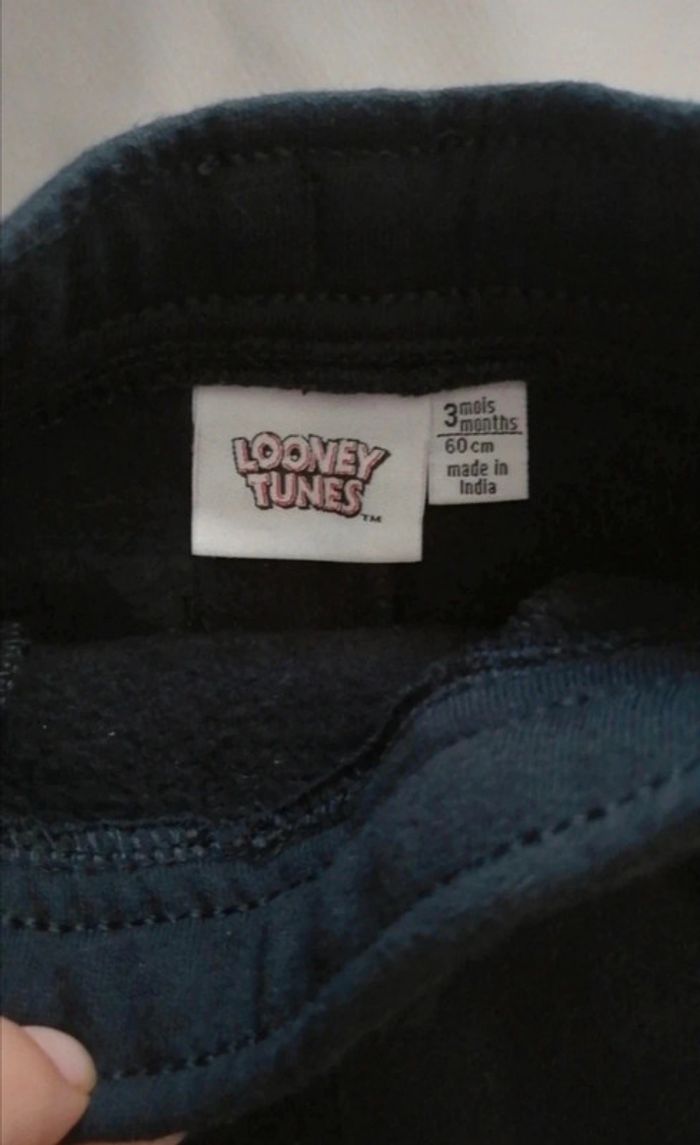 LOONEY
TUNES
™
3 mois
months
60 cm
made in
India